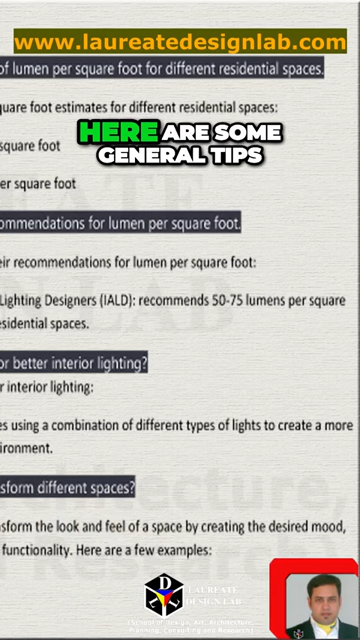 www.laureatedesignlab.com
of lumen per square foot for different residential spaces.
quare foot estimates for different residential spaces:
HERE ARE SOME
GENERAL TIPS
square foot
er square foot
ommendations for lumen per square foot.
eir recommendations for lumen per square foot:
Lighting Designers (IALD): recommends 50-75 lumens per square
esidential spaces.
or better interior lighting?
r interior lighting:
es using a combination of different types of lights to create a more
ironment.
sform different spaces?
nsform the look and feel of a space by creating the desired mood,
functionality. Here are a few examples:
D
LAUREATE
DESIGN LAB